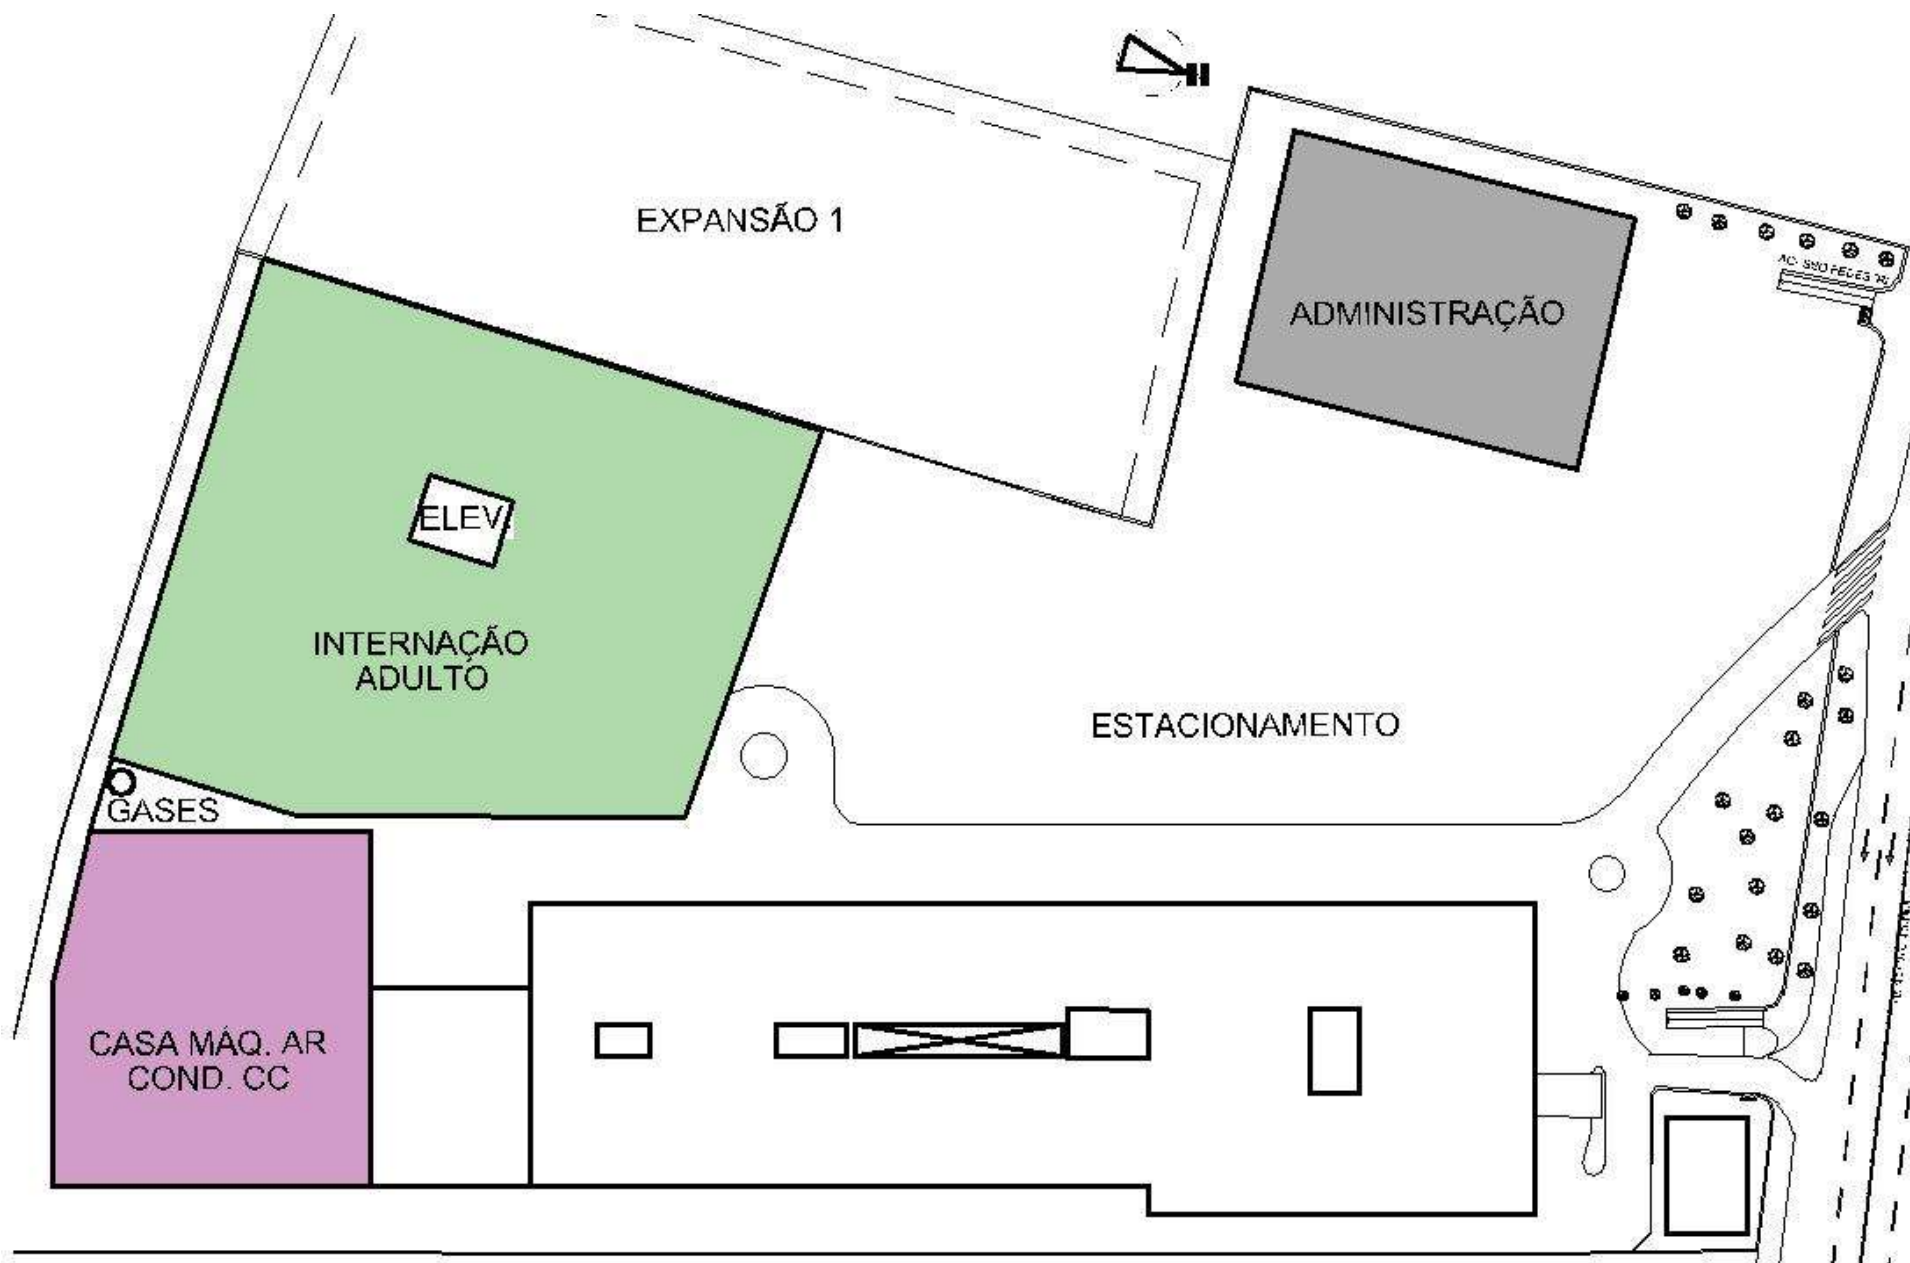 EXPANSÃO 1
ADMINISTRAÇÃO
ELEV.
INTERNAÇÃO
ADULTO
ESTACIONAMENTO
GASES
CASA MÁQ. AR
COND. CC